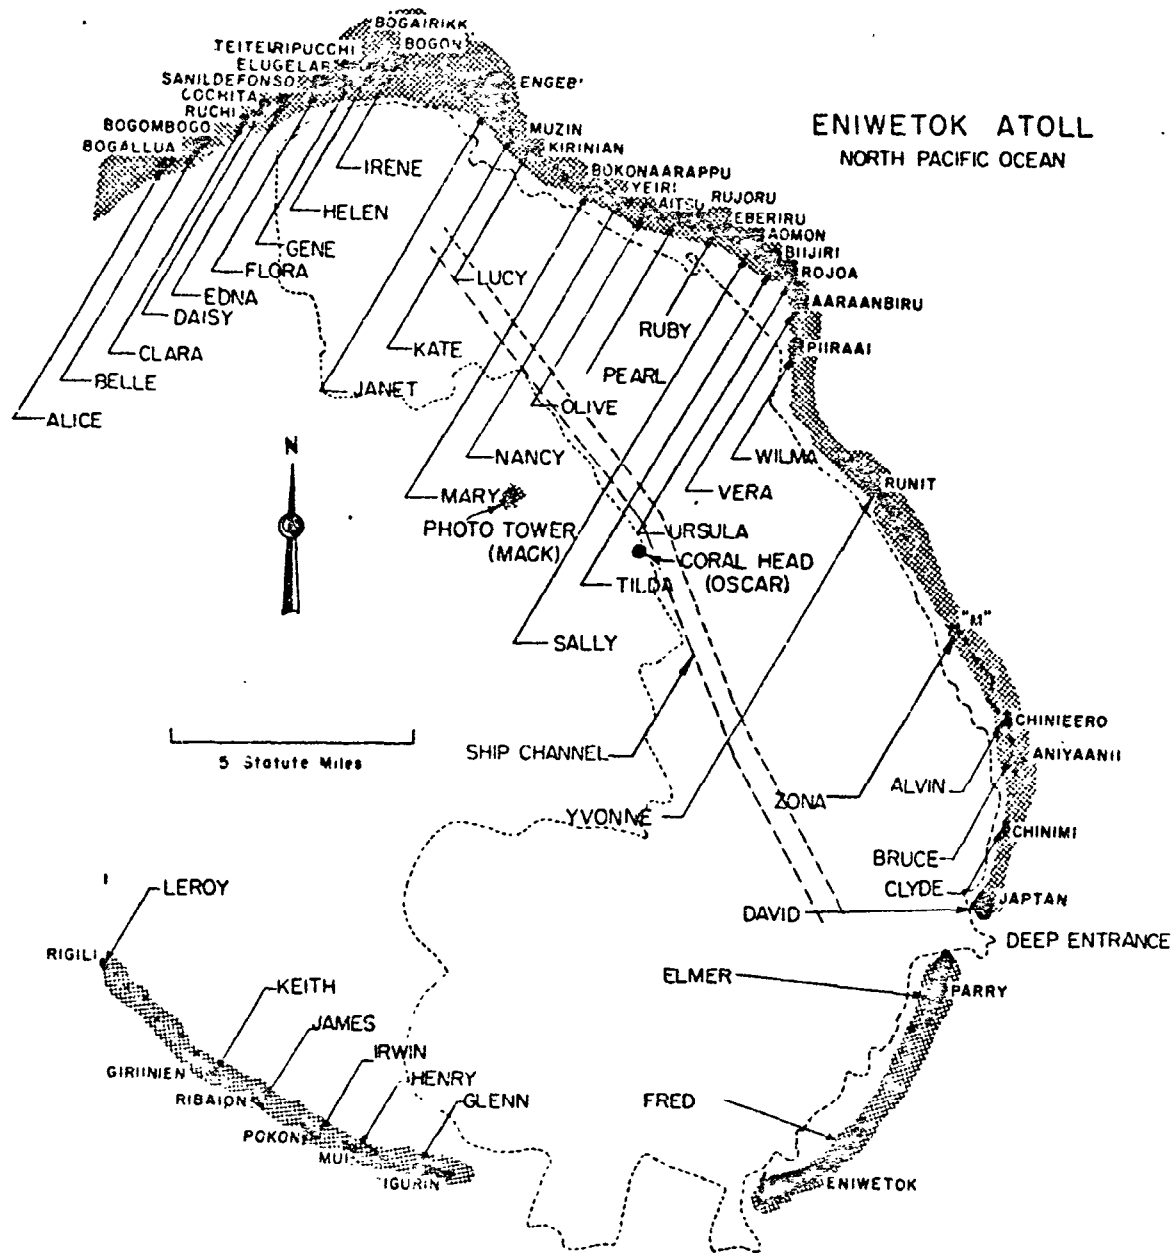 BOGAIRIKK
BOGON
TEITEIRIPUCCHI
ELUGELAB
SANILDEFONSO
COCHITA
RUCHI
BOGOMBOGO
BOGALLUA
ENGEB'
MUZIN
KIRINIAN
BOKONAARAPPU
YEIRI
AITSU
RUJORU
EBERIRU
AOMON
BIIJIRI
ROJOA
AARAANBIRU
PIIRAAI
RUNIT
ENIWETOK ATOLL
NORTH PACIFIC OCEAN
IRENE
HELEN
GENE
FLORA
EDNA
DAISY
CLARA
BELLE
ALICE
LUCY
KATE
JANET
RUBY
PEARL
OLIVE
NANCY
MARY
WILMA
VERA
URSULA
TILDA
SALLY
N
PHOTO TOWER
(MACK)
CORAL HEAD
(OSCAR)
"M"
SHIP CHANNEL
5 Statute Miles
YVONNE
ZONA
ALVIN
BRUCE
CLYDE
DAVID
CHINIEERO
ANIYAANII
CHINIMI
JAPTAN
DEEP ENTRANCE
ELMER
PARRY
FRED
ENIWETOK
LEROY
RIGILI
KEITH
JAMES
IRWIN
HENRY
GLENN
GIRIINIEN
RIBAION
POKON
MUI
IGURIN